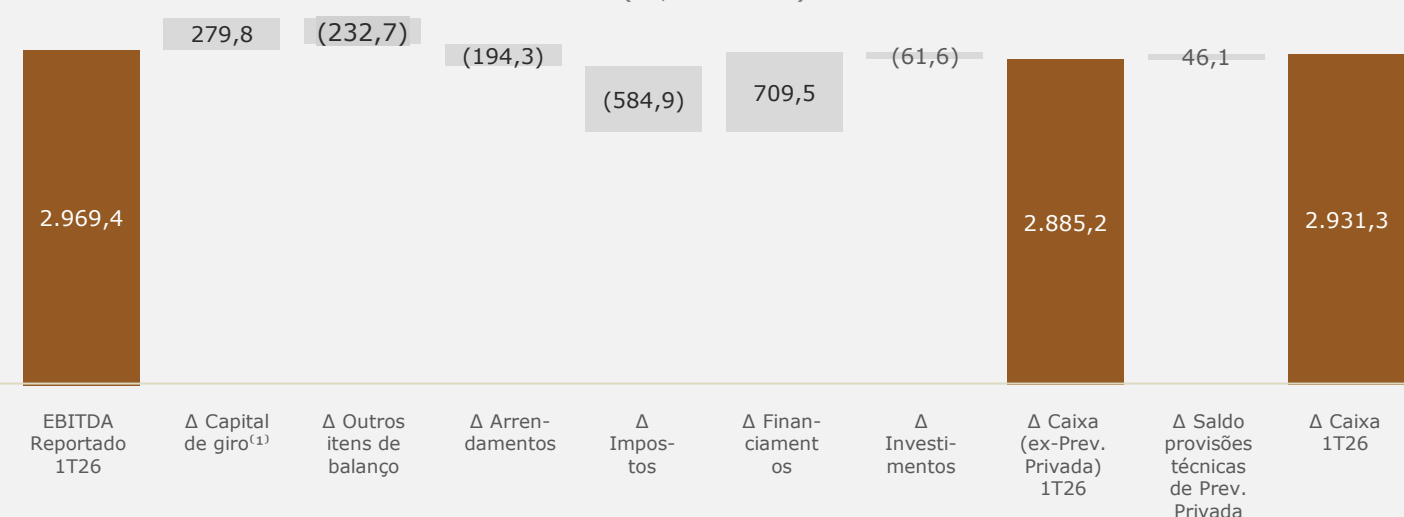 279,8
(232,7)
(194,3)
(61,6)
46,1
(584,9)
709,5
2.969,4
2.885,2
2.931,3
EBITDA
Reportado
1T26
Δ Capital
de giro⁽¹⁾
Δ Outros
itens de
balanço
Δ Arren-
damentos
Δ
Impos-
tos
Δ Finan-
ciament
os
Δ
Investi-
mentos
Δ Caixa
(ex-Prev.
Privada)
1T26
Δ Saldo
provisões
técnicas
de Prev.
Privada
Δ Caixa
1T26